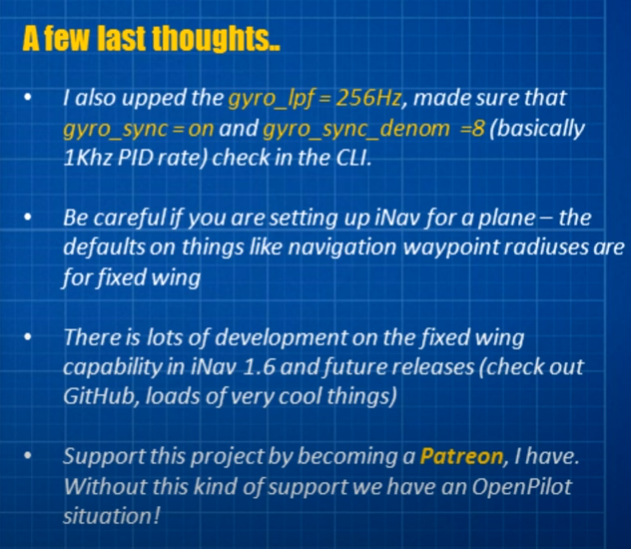 A few last thoughts..
• I also upped the gyro_lpf = 256Hz, made sure that
gyro_sync = on and gyro_sync_denom =8 (basically
1Khz PID rate) check in the CLI.
• Be careful if you are setting up iNav for a plane – the
defaults on things like navigation waypoint radiuses are
for fixed wing
• There is lots of development on the fixed wing
capability in iNav 1.6 and future releases (check out
GitHub, loads of very cool things)
• Support this project by becoming a Patreon, I have.
Without this kind of support we have an OpenPilot
situation!